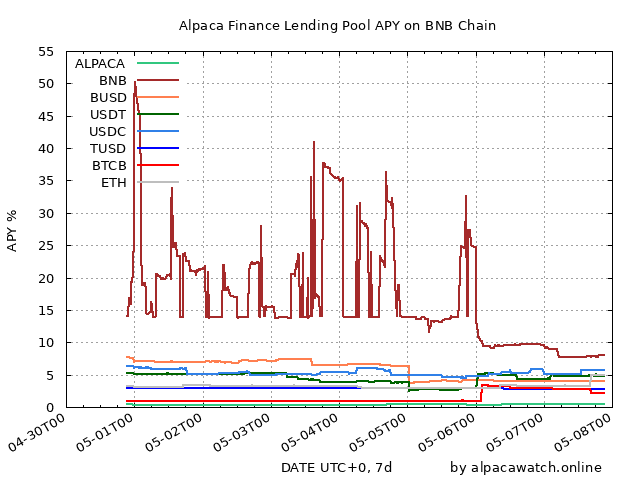 Alpaca Finance Lending Pool APY on BNB Chain
55
50
45
40
35
30
25
20
15
10
5
0
APY %
ALPACA
BNB
BUSD
USDT
USDC
TUSD
BTCB
ETH
04-30T00
05-01T00
05-02T00
05-03T00
05-04T00
05-05T00
05-06T00
05-07T00
05-08T00
DATE UTC+0, 7d
by alpacawatch.online